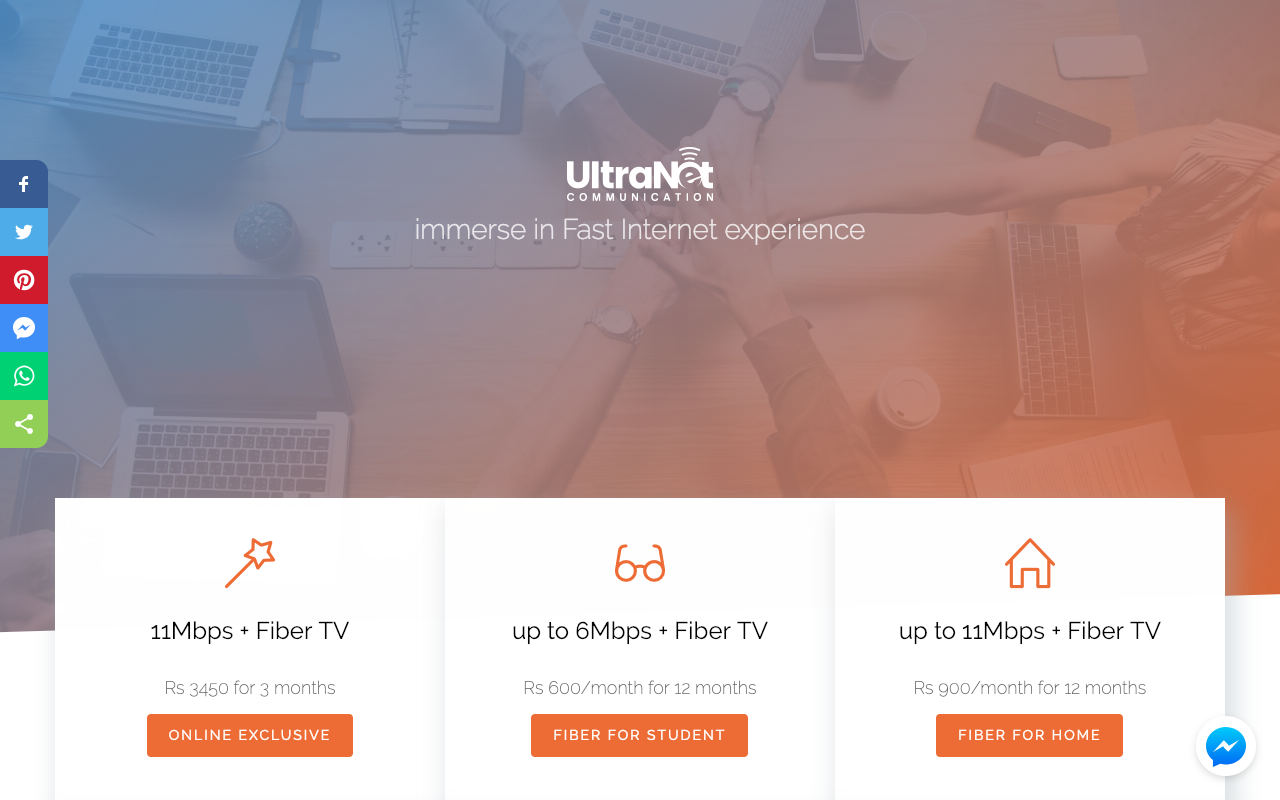 UltraNet
COMMUNICATION
immerse in Fast Internet experience
11Mbps + Fiber TV
Rs 3450 for 3 months
ONLINE EXCLUSIVE
up to 6Mbps + Fiber TV
Rs 600/month for 12 months
FIBER FOR STUDENT
up to 11Mbps + Fiber TV
Rs 900/month for 12 months
FIBER FOR HOME